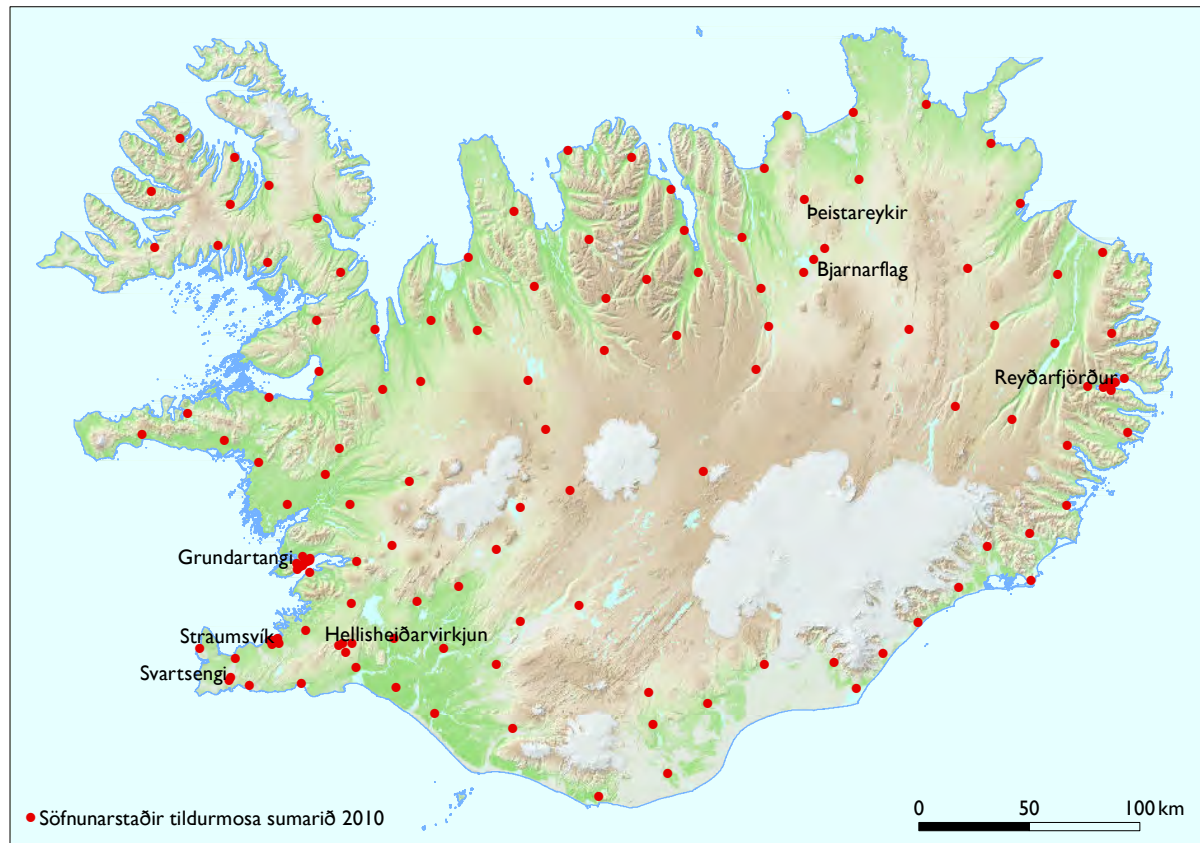 Þeistareykir
Bjarnarflag
Reyðarfjörður
Grundartangi
Straumsvík
Hellisheiðarvirkjun
Svartsengi
Söfnunarstaðir tildurmosa sumarið 2010
0 50 100 km